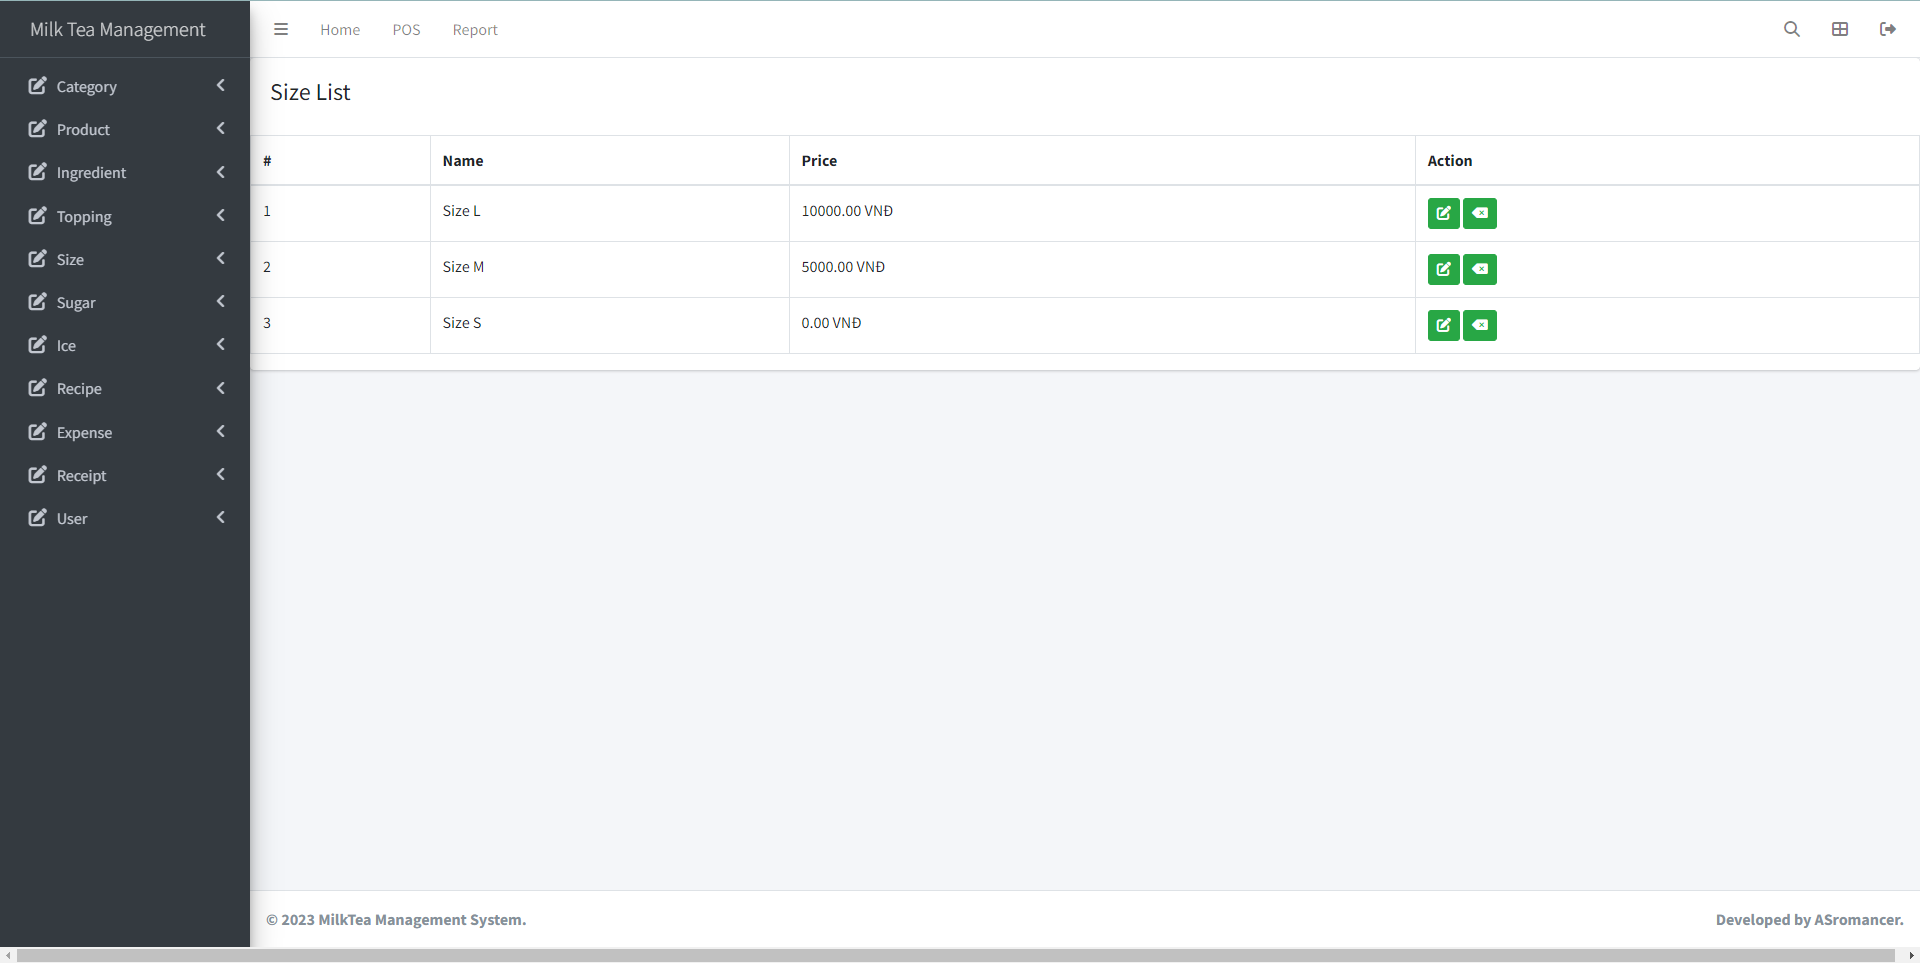 Milk Tea Management
Home POS Report
Category
Product
Ingredient
Topping
Size
Sugar
Ice
Recipe
Expense
Receipt
User
Size List
# Name Price Action
1 Size L 10000.00 VNĐ
2 Size M 5000.00 VNĐ
3 Size S 0.00 VNĐ
© 2023 MilkTea Management System.
Developed by ASromancer.